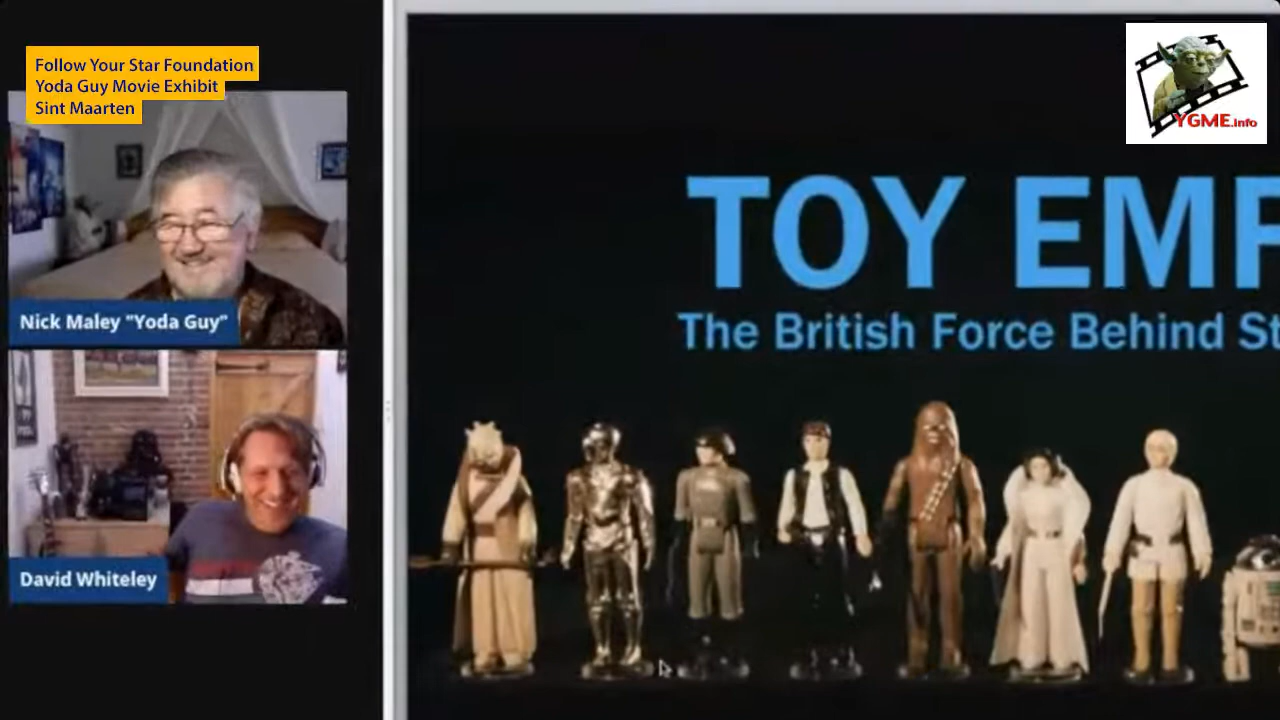 Follow Your Star Foundation
Yoda Guy Movie Exhibit
Sint Maarten
YGME.info
TOY EMP
The British Force Behind St
Nick Maley "Yoda Guy"
David Whiteley